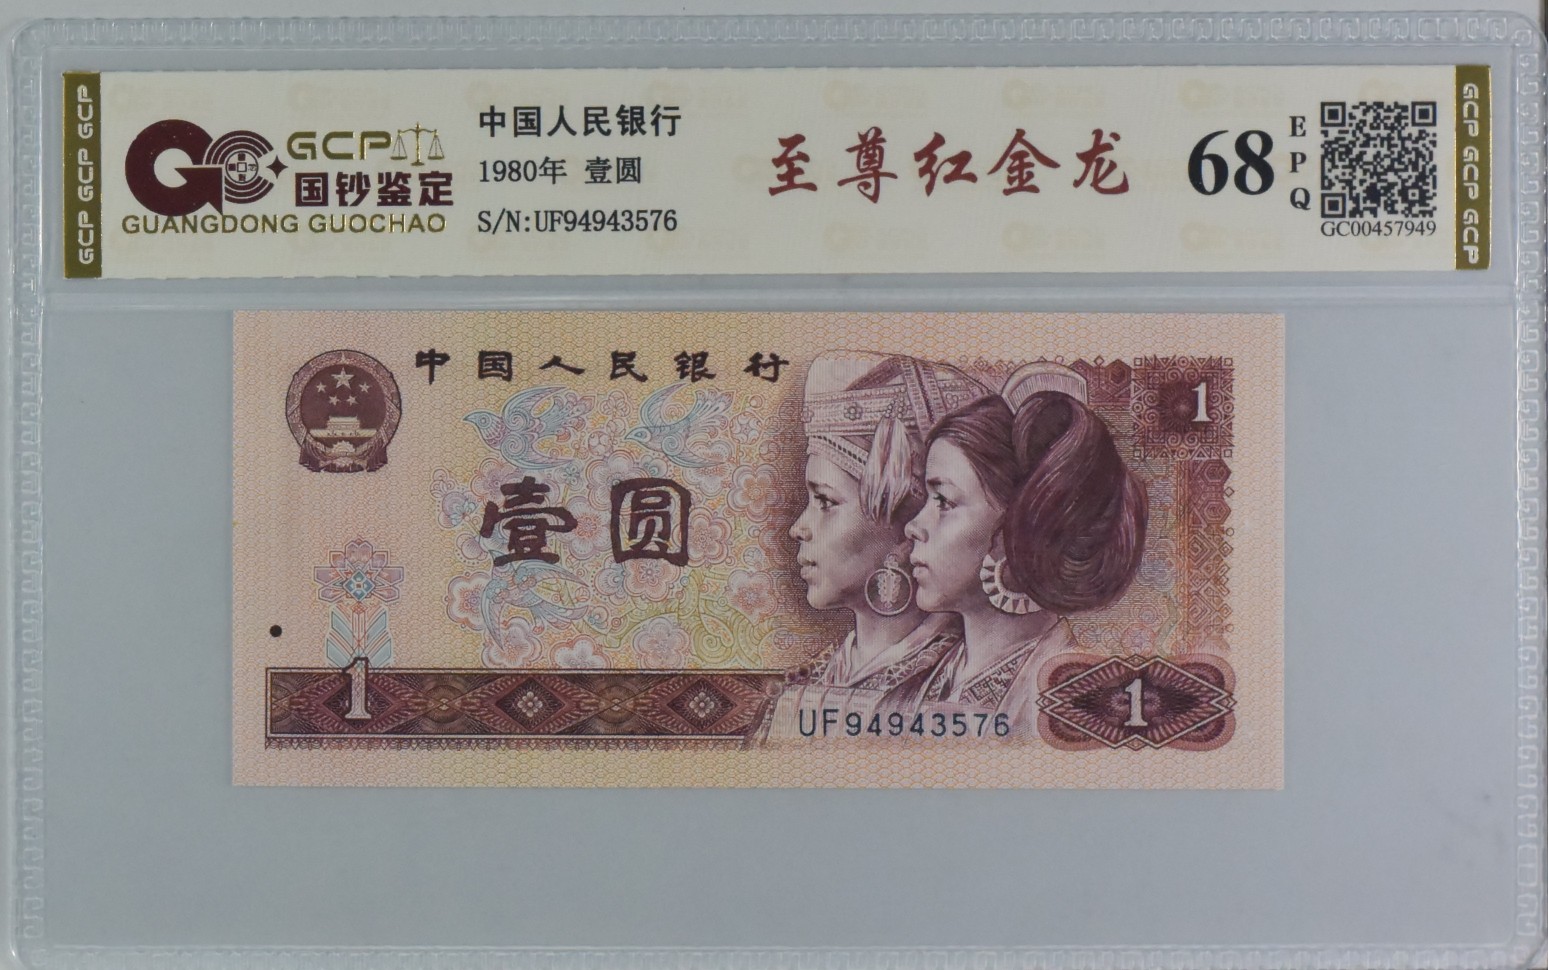 GCP GCP GCP
GCP
国钞鉴定
GUANGDONG GUOCHAO
中国人民银行
1980年 壹圆
S/N:UF94943576
至尊红金龙
68
EPQ
GC00457949
GCP GCP GCP
中国人民银行
1
壹圆
1
UF94943576
1